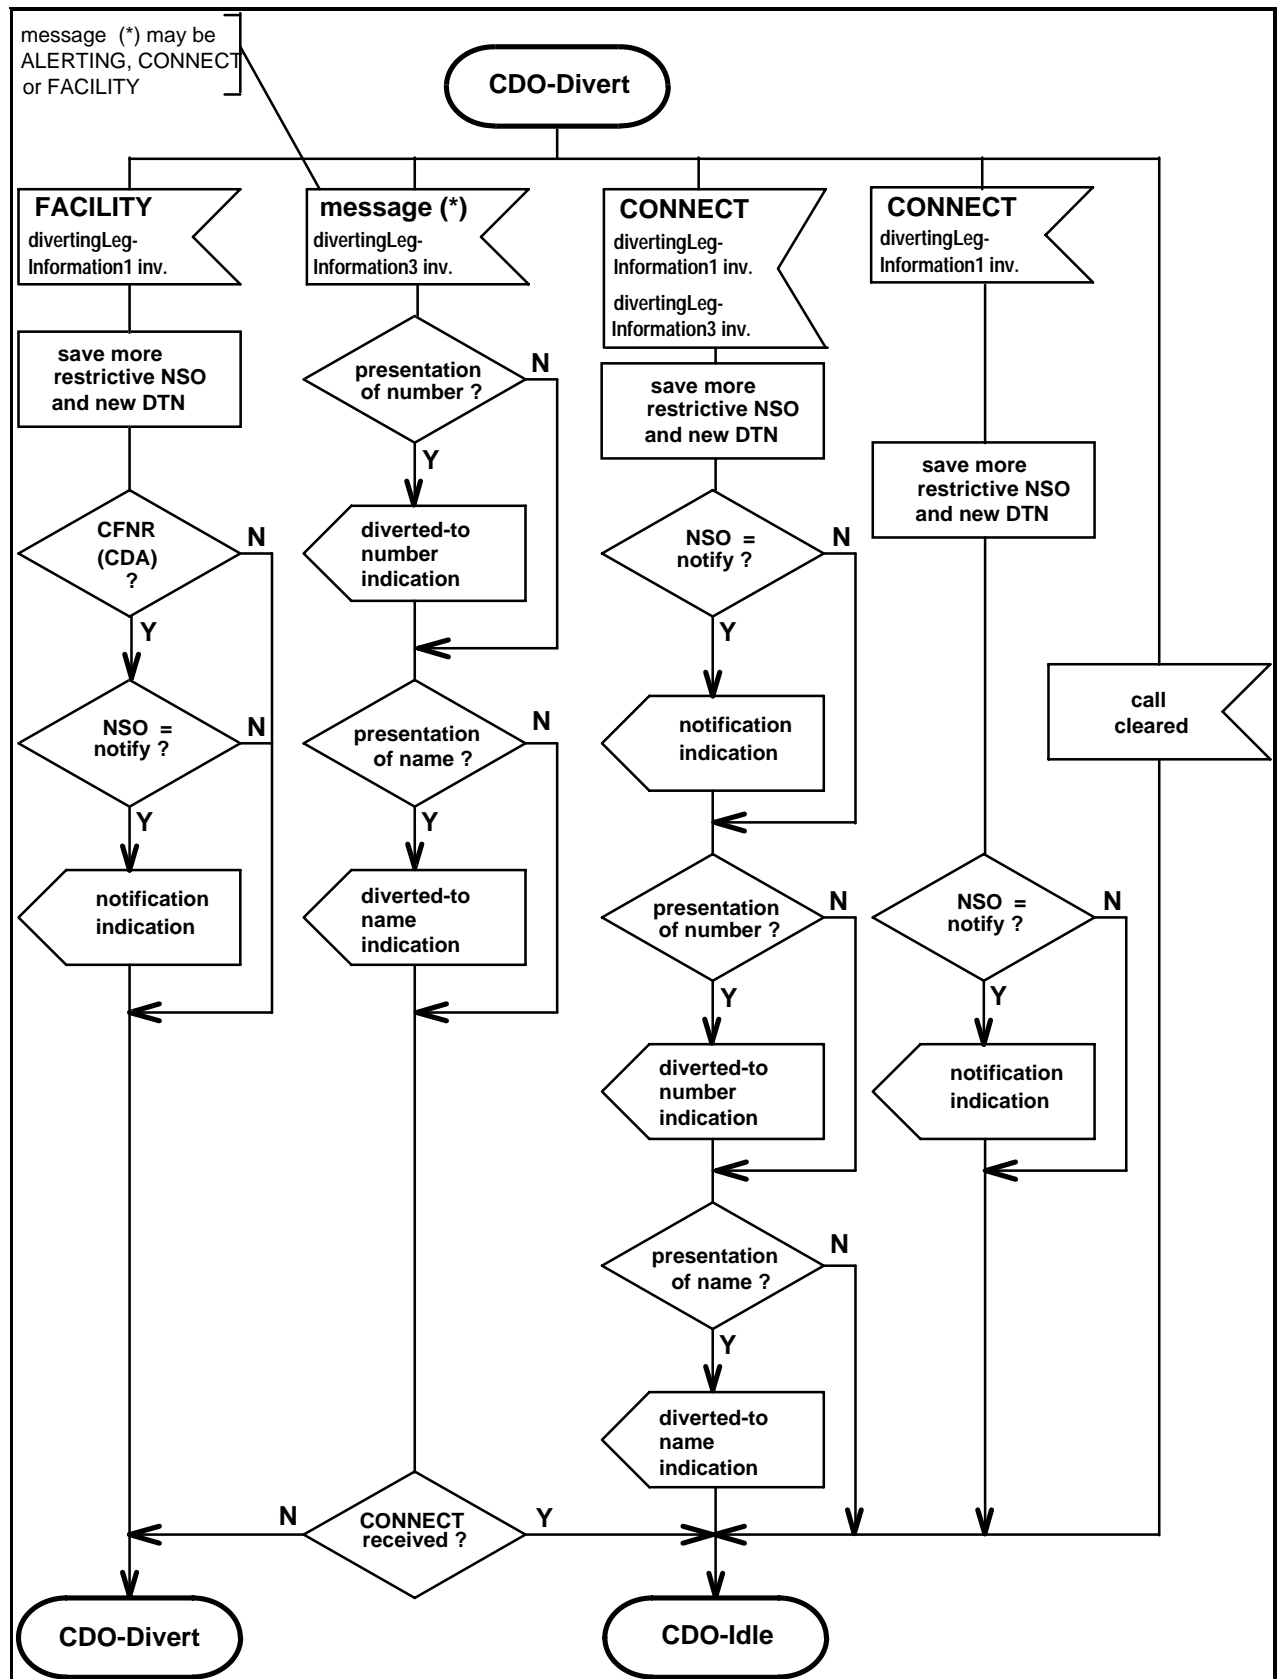 message (*) may be
ALERTING, CONNECT
or FACILITY
CDO-Divert
FACILITY
divertingLeg-
Information1 inv.
save more
restrictive NSO
and new DTN
CFNR
(CDA)
?
N
Y
NSO =
notify ?
N
Y
notification
indication
message (*)
divertingLeg-
Information3 inv.
presentation
of number ?
N
Y
diverted-to
number
indication
presentation
of name ?
N
Y
diverted-to
name
indication
CONNECT
received ?
N
Y
CONNECT
divertingLeg-
Information1 inv.
divertingLeg-
Information3 inv.
save more
restrictive NSO
and new DTN
NSO =
notify ?
N
Y
notification
indication
presentation
of number ?
N
Y
diverted-to
number
indication
presentation
of name ?
N
Y
diverted-to
name
indication
CONNECT
divertingLeg-
Information1 inv.
save more
restrictive NSO
and new DTN
NSO =
notify ?
N
Y
notification
indication
call
cleared
CDO-Divert
CDO-Idle